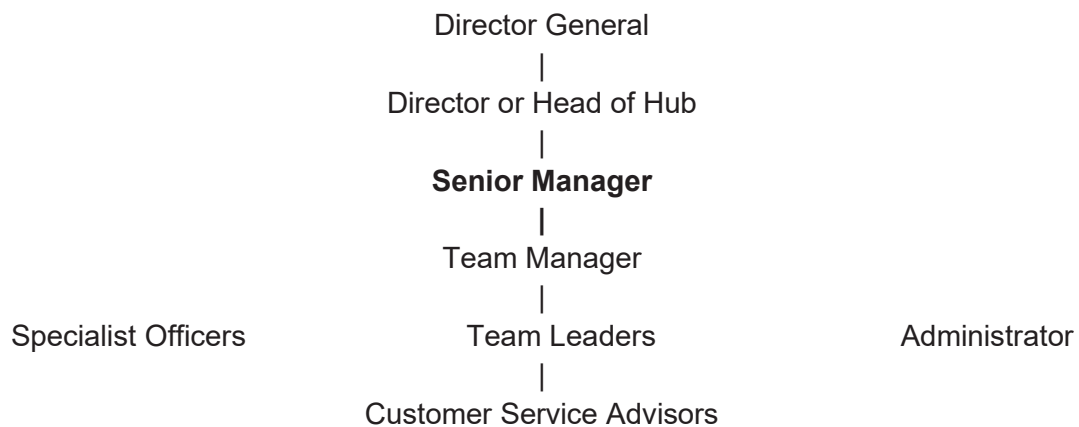 Director General
|
Director or Head of Hub
|
Senior Manager
|
Team Manager
|
Specialist Officers Team Leaders Administrator
|
Customer Service Advisors